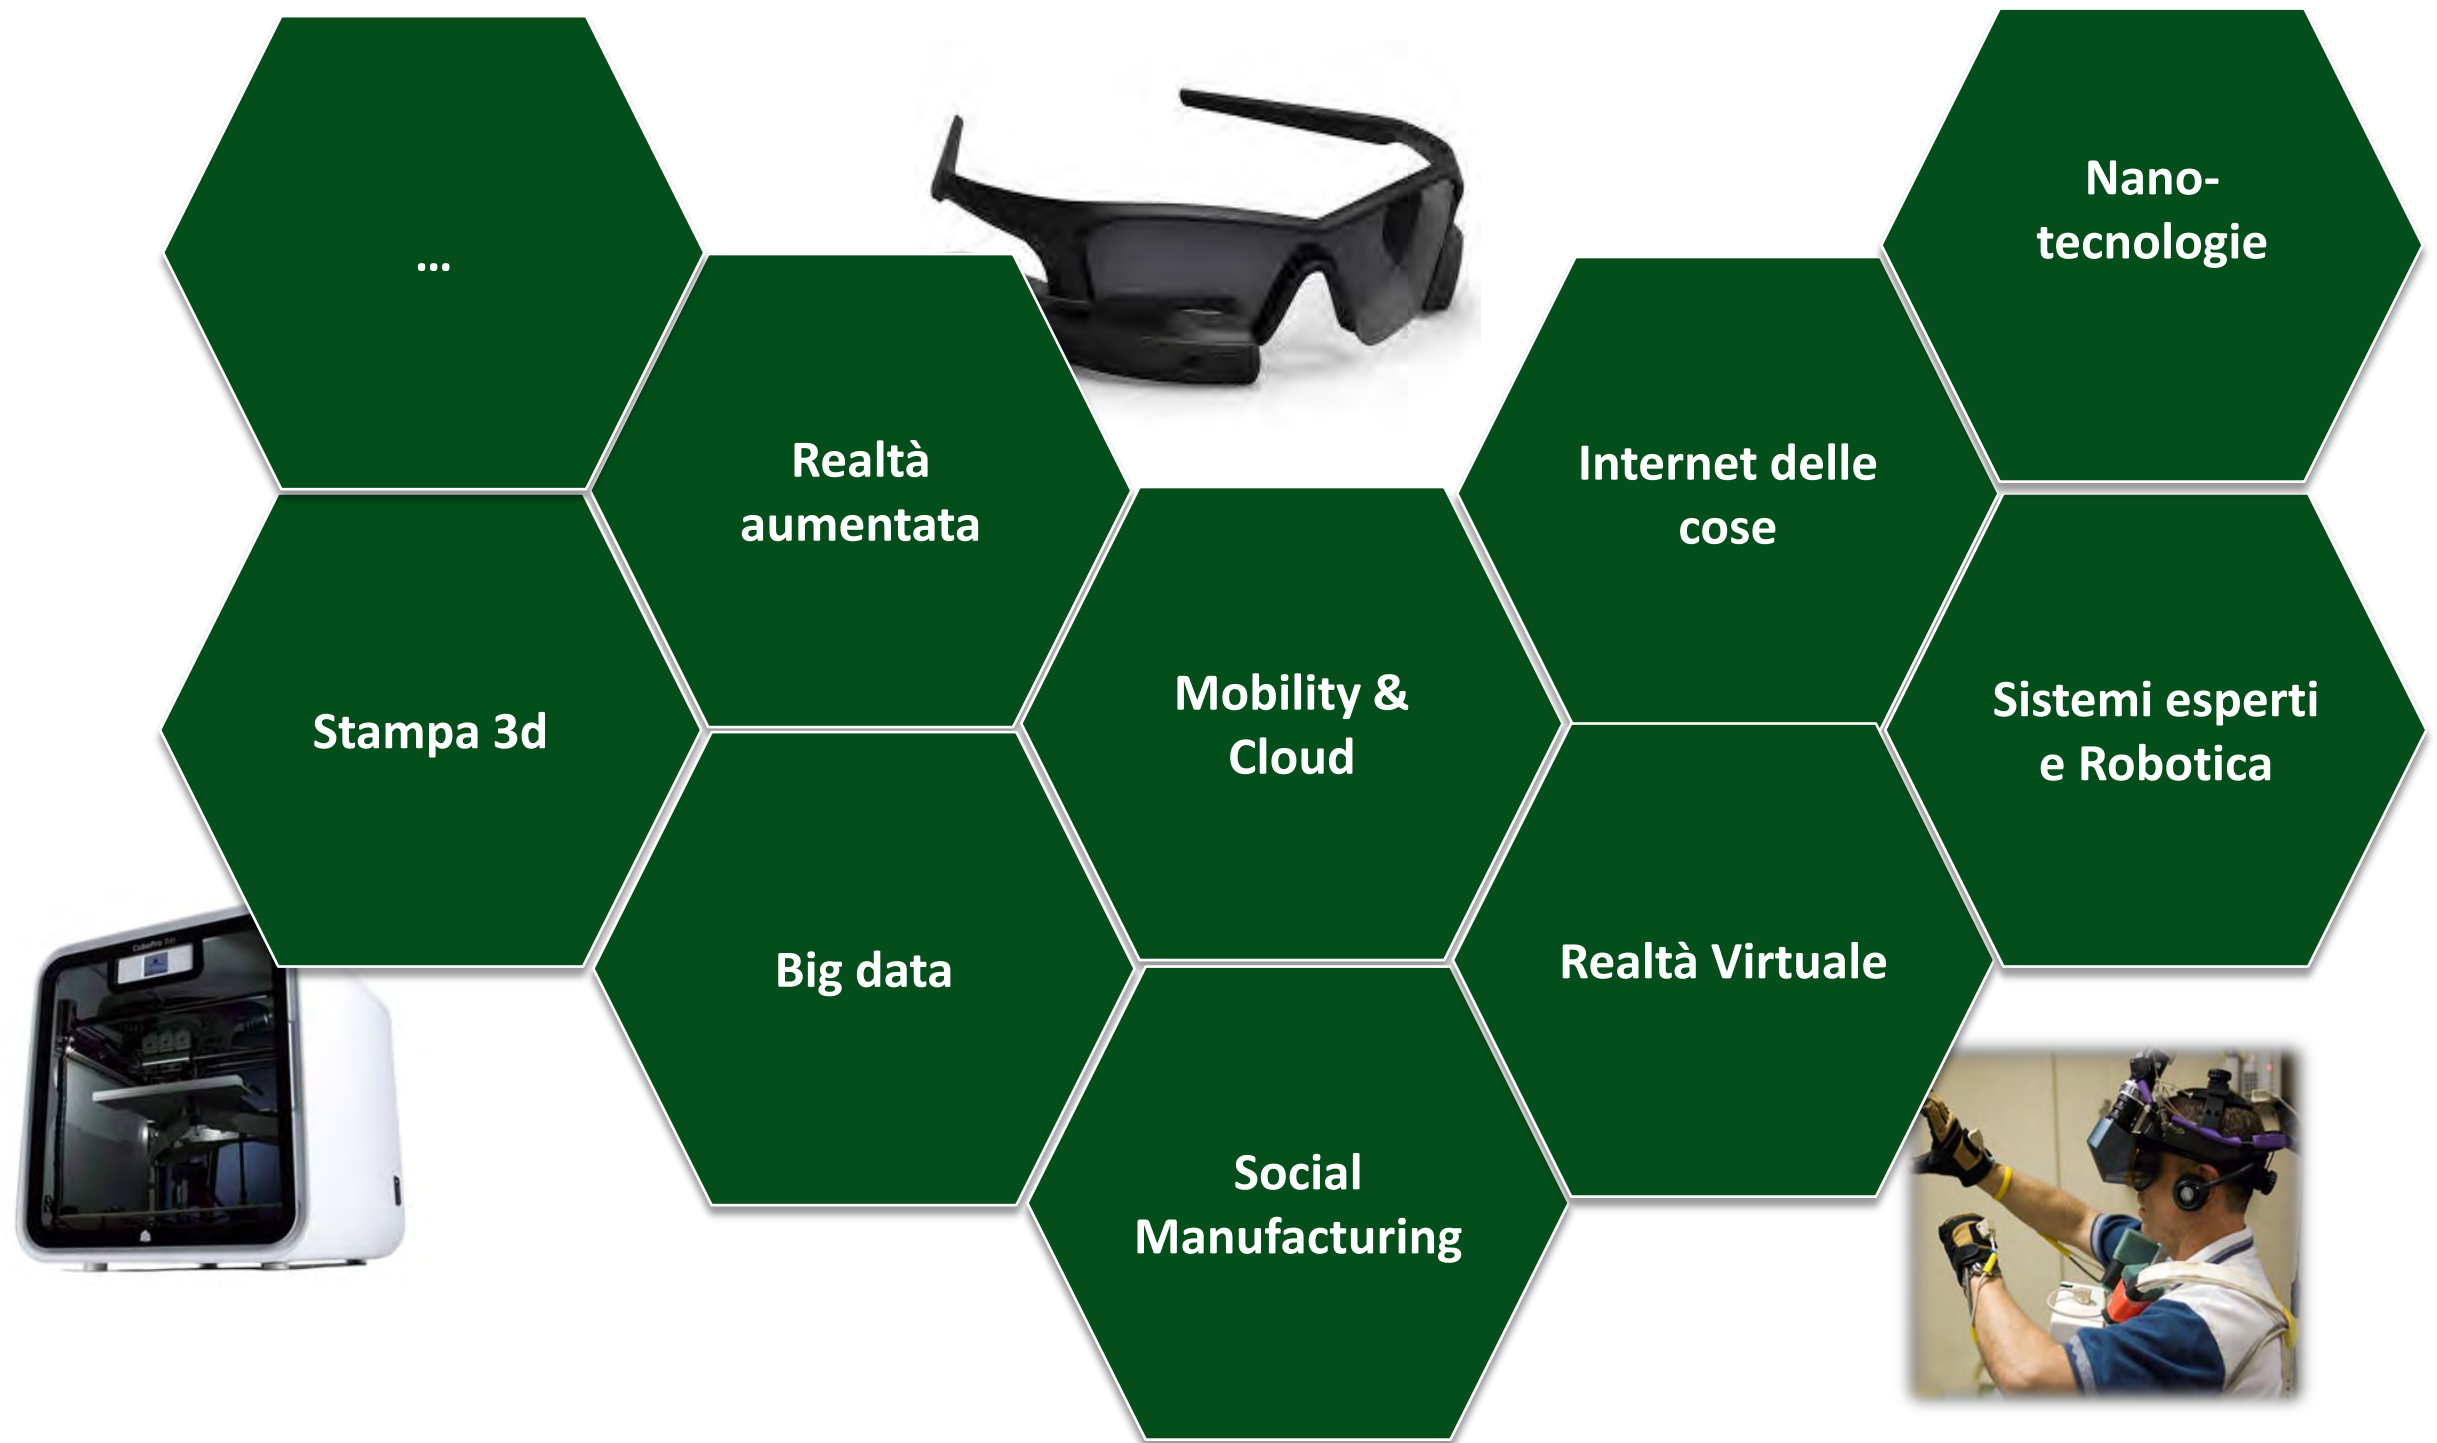 ...
Nano-
tecnologie
Realtà
aumentata
Internet delle
cose
Stampa 3d
Mobility &
Cloud
Sistemi esperti
e Robotica
Big data
Realtà Virtuale
Social
Manufacturing